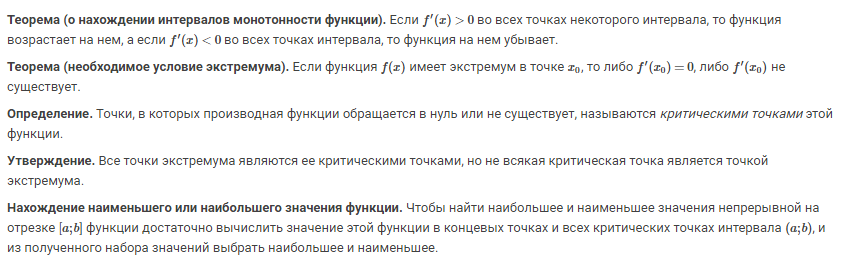 Теорема (о нахождении интервалов монотонности функции). Если f′(x) > 0 во всех точках некоторого интервала, то функция
возрастает на нем, а если f′(x) < 0 во всех точках интервала, то функция на нем убывает.
Теорема (необходимое условие экстремума). Если функция f(x) имеет экстремум в точке x₀, то либо f′(x₀) = 0, либо f′(x₀) не
существует.
Определение. Точки, в которых производная функции обращается в нуль или не существует, называются критическими точками этой
функции.
Утверждение. Все точки экстремума являются ее критическими точками, но не всякая критическая точка является точкой
экстремума.
Нахождение наименьшего или наибольшего значения функции. Чтобы найти наибольшее и наименьшее значения непрерывной на
отрезке [a;b] функции достаточно вычислить значение этой функции в концевых точках и всех критических точках интервала (a;b), и
из полученного набора значений выбрать наибольшее и наименьшее.